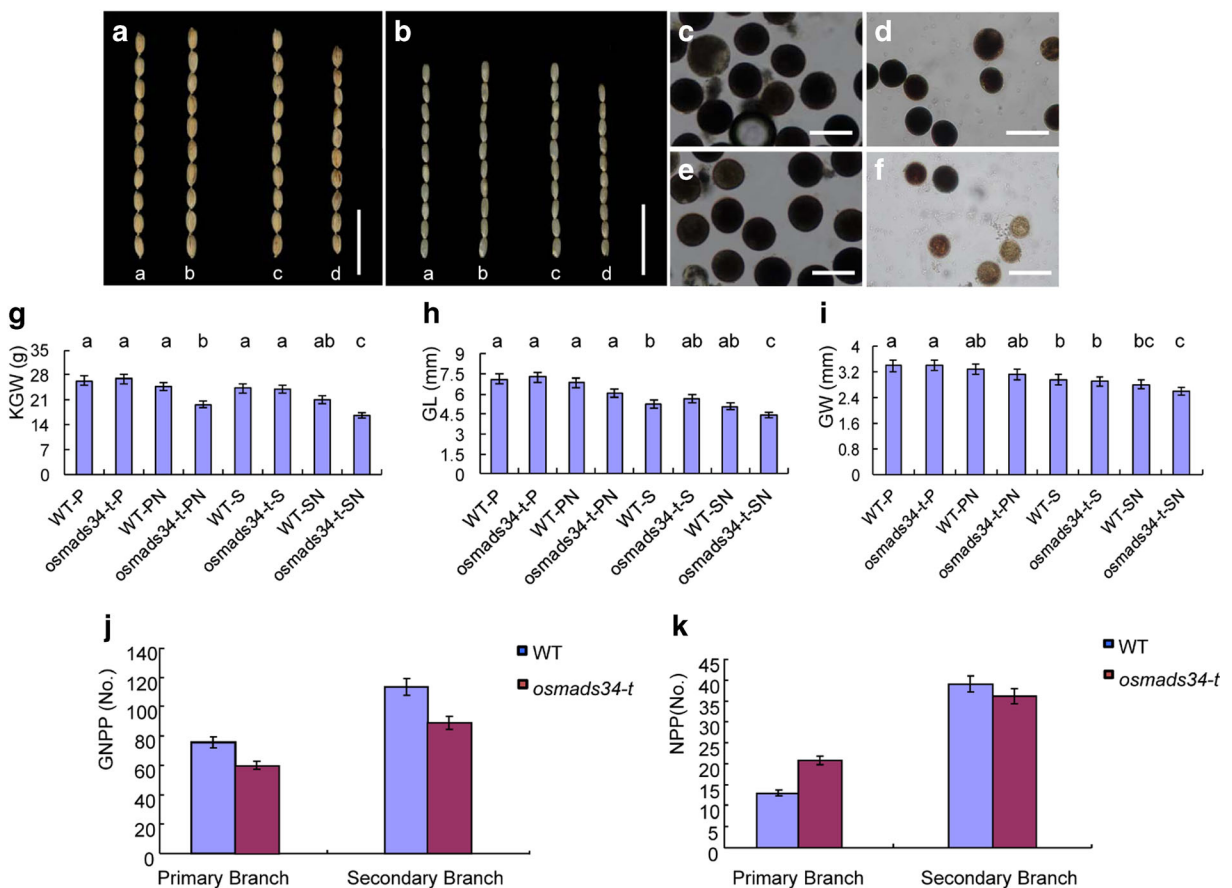 a
b
c
d
a b c d
a b c d
e
f
g
h
i
a a a b a a ab c
a a a a b ab ab c
a a ab ab b b bc c
KGW (g)
35
28
21
14
7
0
WT-P
osmads34-t-P
WT-PN
osmads34-t-PN
WT-S
osmads34-t-S
WT-SN
osmads34-t-SN
GL (mm)
9
7.5
6
4.5
3
1.5
WT-P
osmads34-t-P
WT-PN
osmads34-t-PN
WT-S
osmads34-t-S
WT-SN
osmads34-t-SN
GW (mm)
4
3.2
2.4
1.6
0.8
0
WT-P
osmads34-t-P
WT-PN
osmads34-t-PN
WT-S
osmads34-t-S
WT-SN
osmads34-t-SN
j
GNPP (No.)
140
120
100
80
60
40
20
0
Primary Branch Secondary Branch
WT
osmads34-t
k
NPP(No.)
45
40
35
30
25
20
15
10
5
0
Primary Branch Secondary Branch
WT
osmads34-t